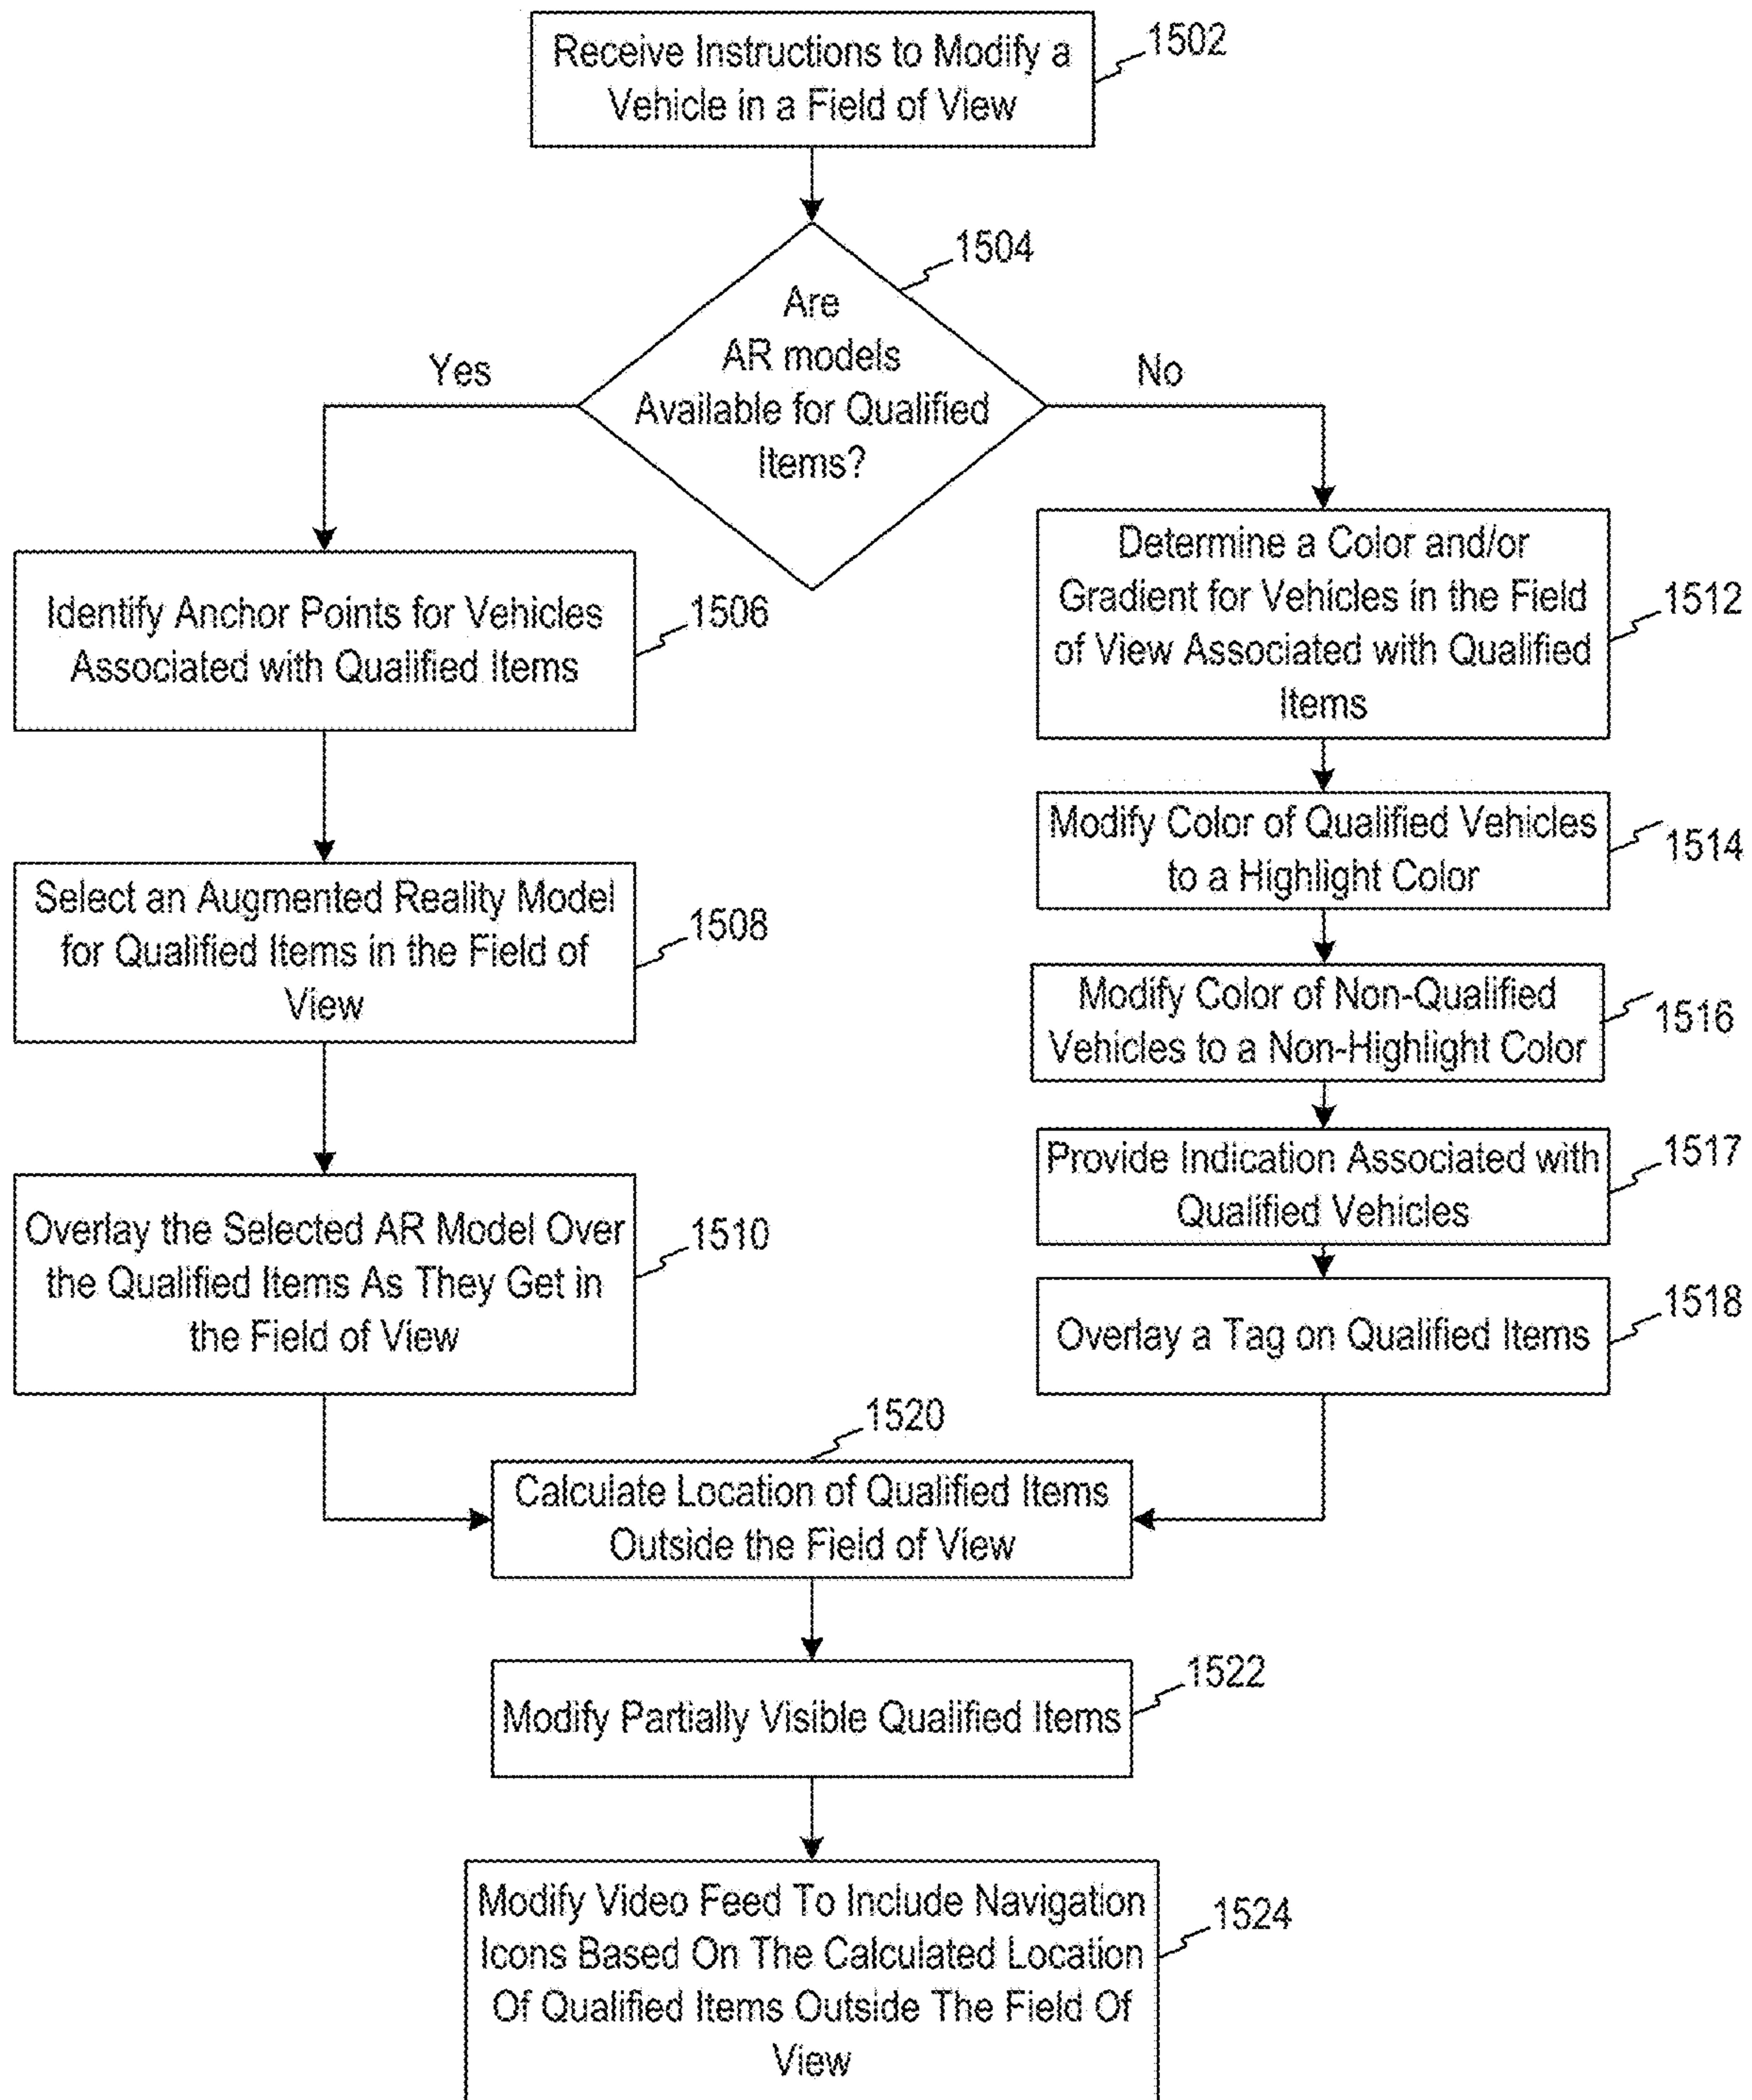 Receive Instructions to Modify a
Vehicle in a Field of View
1502
1504
Are
AR models
Available for Qualified
Items?
Yes
No
Identify Anchor Points for Vehicles
Associated with Qualified Items
1506
Determine a Color and/or
Gradient for Vehicles in the Field
of View Associated with Qualified
Items
1512
Modify Color of Qualified Vehicles
to a Highlight Color
1514
Select an Augmented Reality Model
for Qualified Items in the Field of
View
1508
Modify Color of Non-Qualified
Vehicles to a Non-Highlight Color
1516
Provide Indication Associated with
Qualified Vehicles
1517
Overlay the Selected AR Model Over
the Qualified Items As They Get in
the Field of View
1510
Overlay a Tag on Qualified Items
1518
1520
Calculate Location of Qualified Items
Outside the Field of View
Modify Partially Visible Qualified Items
1522
Modify Video Feed To Include Navigation
Icons Based On The Calculated Location
Of Qualified Items Outside The Field Of
View
1524